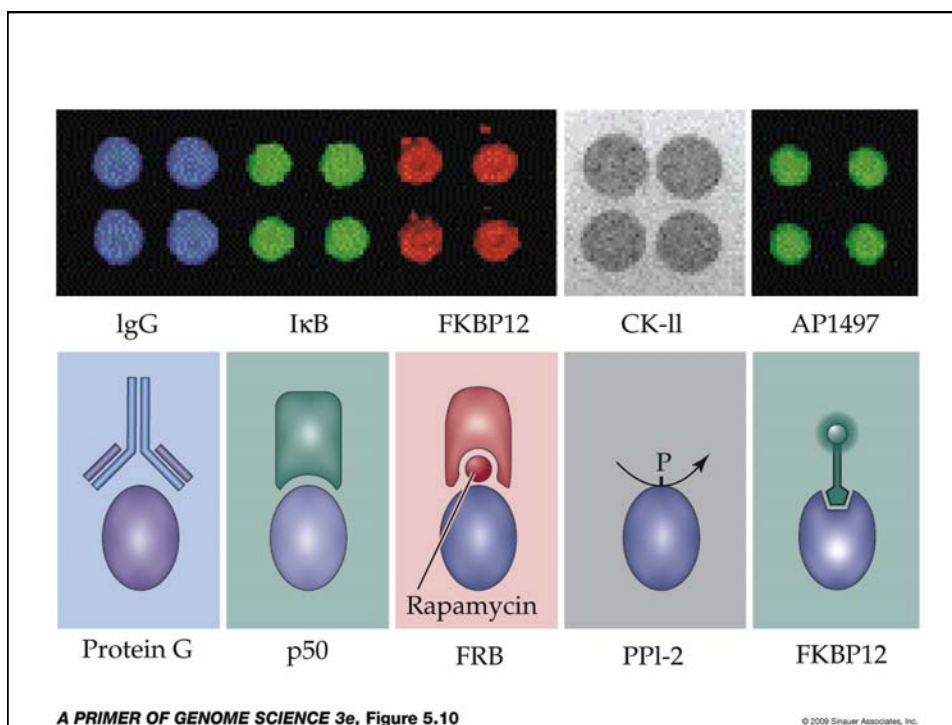 IgG IκB FKBP12 CK-ll AP1497
P
Rapamycin
Protein G p50 FRB PPl-2 FKBP12
A PRIMER OF GENOME SCIENCE 3e, Figure 5.10
© 2009 Sinauer Associates, Inc.